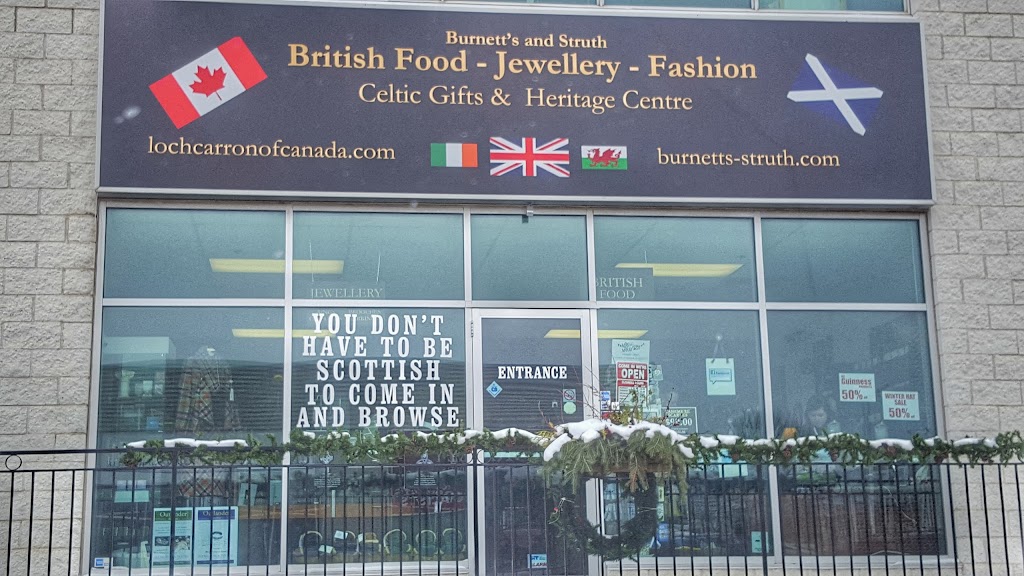 Burnett's and Struth
British Food - Jewellery - Fashion
Celtic Gifts & Heritage Centre
lochcarronofcanada.com
burnetts-struth.com
JEWELLERY
BRITISH
FOOD
YOU DON'T
HAVE TO BE
SCOTTISH
TO COME IN
AND BROWSE
ENTRANCE
OPEN
Guinness
50%
WINTER HAT
SALE
50%
Outlander